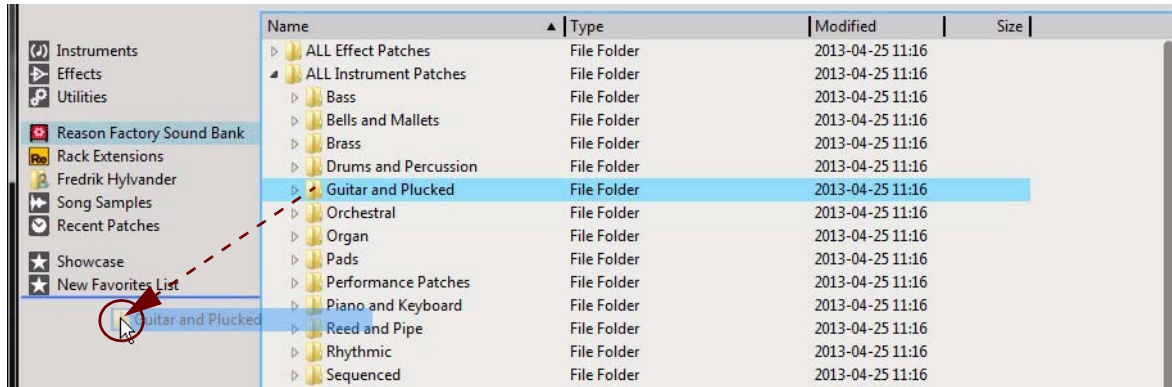 Name Type Modified Size
Instruments
Effects
Utilities
Reason Factory Sound Bank
Re Rack Extensions
Fredrik Hylvander
Song Samples
Recent Patches
Showcase
New Favorites List
Guitar and Plucked
ALL Effect Patches File Folder 2013-04-25 11:16
ALL Instrument Patches File Folder 2013-04-25 11:16
Bass File Folder 2013-04-25 11:16
Bells and Mallets File Folder 2013-04-25 11:16
Brass File Folder 2013-04-25 11:16
Drums and Percussion File Folder 2013-04-25 11:16
Guitar and Plucked File Folder 2013-04-25 11:16
Orchestral File Folder 2013-04-25 11:16
Organ File Folder 2013-04-25 11:16
Pads File Folder 2013-04-25 11:16
Performance Patches File Folder 2013-04-25 11:16
Piano and Keyboard File Folder 2013-04-25 11:16
Reed and Pipe File Folder 2013-04-25 11:16
Rhythmic File Folder 2013-04-25 11:16
Sequenced File Folder 2013-04-25 11:16